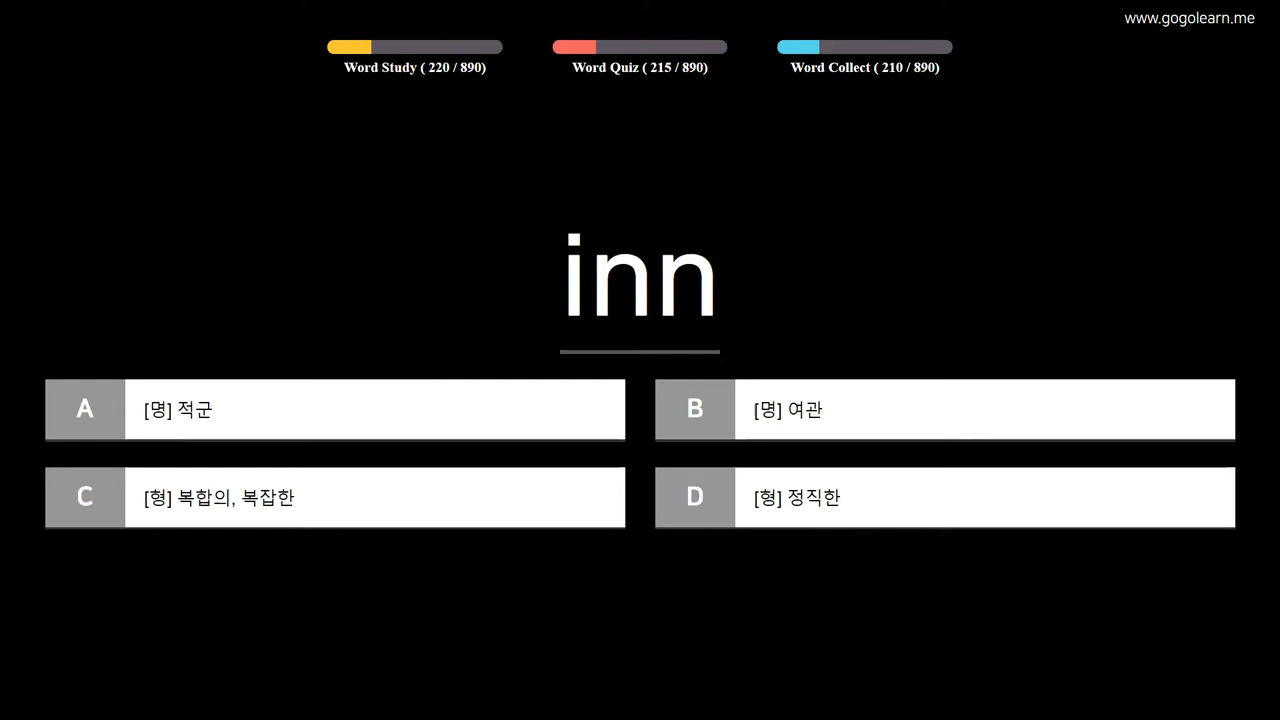 www.gogolearn.me
Word Study ( 220 / 890)
Word Quiz ( 215 / 890)
Word Collect ( 210 / 890)
inn
A [명] 적군
B [명] 여관
C [형] 복합의, 복잡한
D [형] 정직한